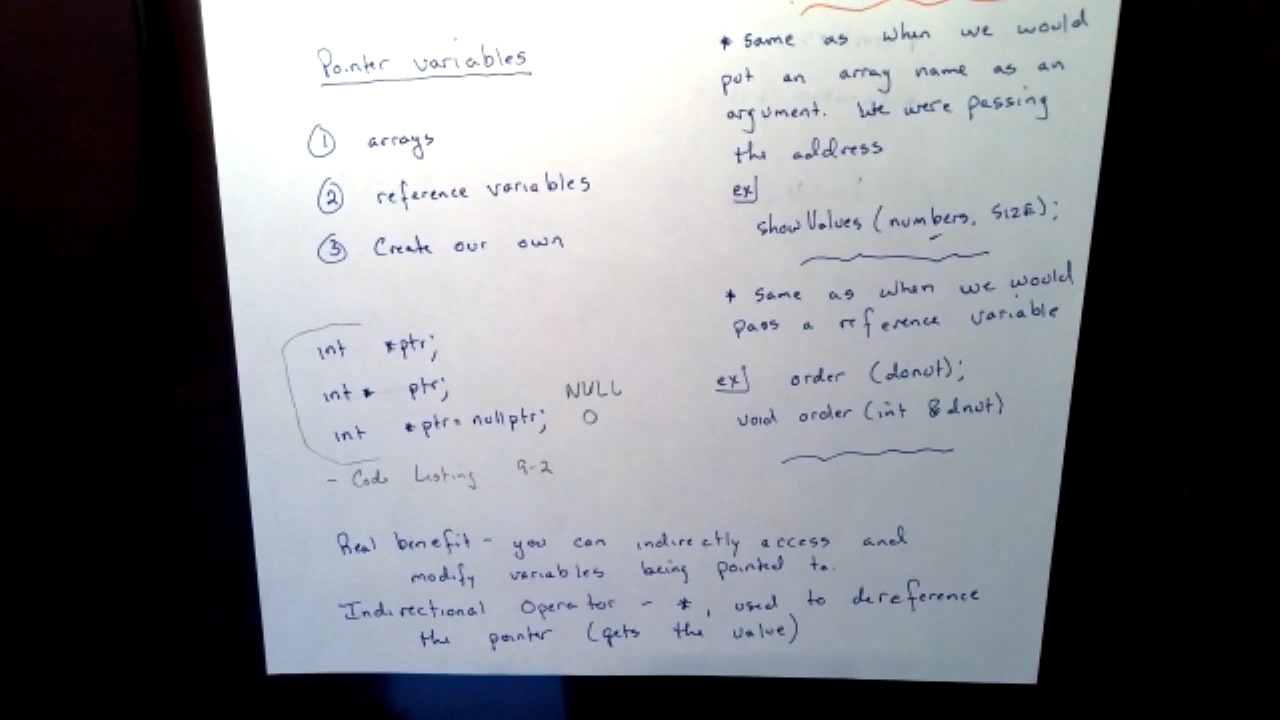 Pointer variables
① arrays
② reference variables
③ Create our own
int *ptr;
int* ptr;
int *ptr= nullptr;
NULL
0
- Code Listing 9-2
* same as when we would
put an array name as an
argument. We were passing
the address
ex]
showValues (numbers, SIZE);
* same as when we would
pass a reference variable
ex] order (donut);
void order (int &dnut)
Real benefit - you can indirectly access and
modify variables being pointed to.
Indirectional Operator - *, used to dereference
the pointer (gets the value)